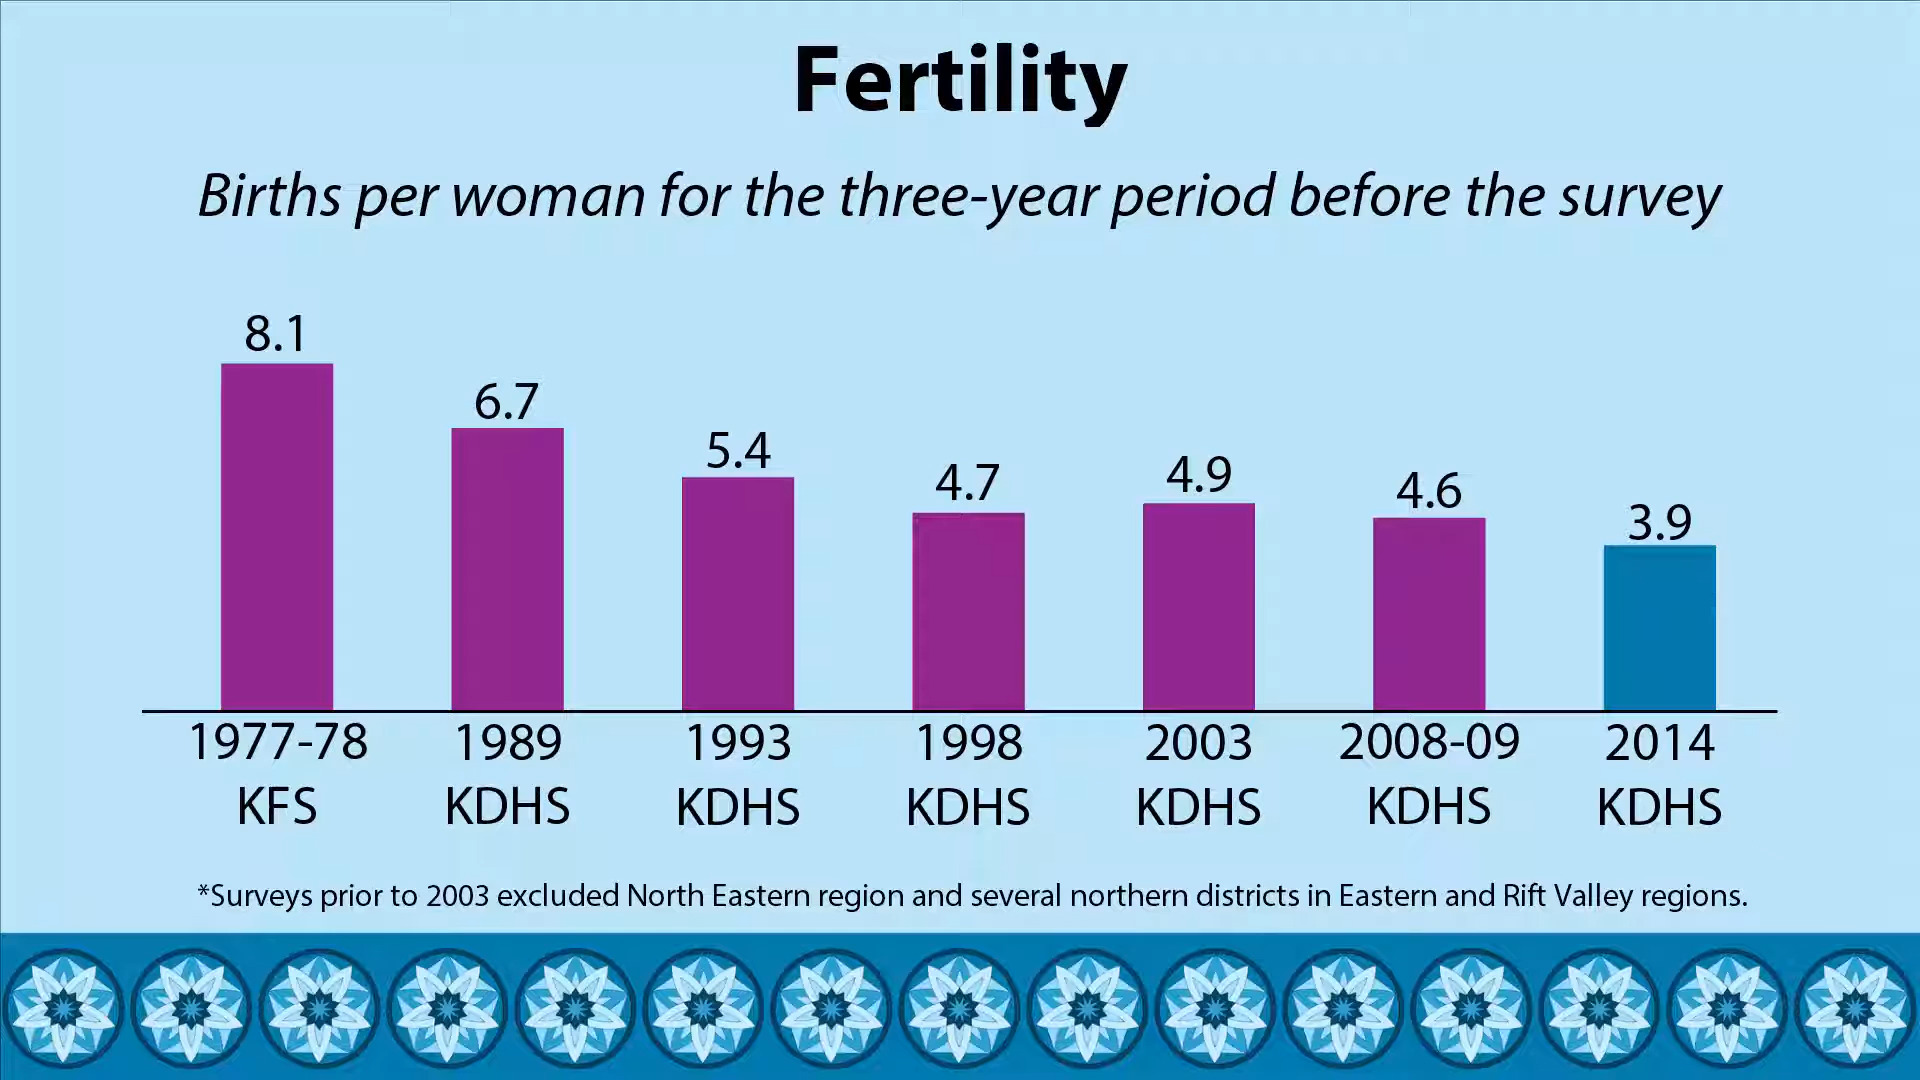 Fertility
Births per woman for the three-year period before the survey
8.1
6.7
5.4
4.7
4.9
4.6
3.9
1977-78 1989 1993 1998 2003 2008-09 2014
KFS KDHS KDHS KDHS KDHS KDHS KDHS
*Surveys prior to 2003 excluded North Eastern region and several northern districts in Eastern and Rift Valley regions.